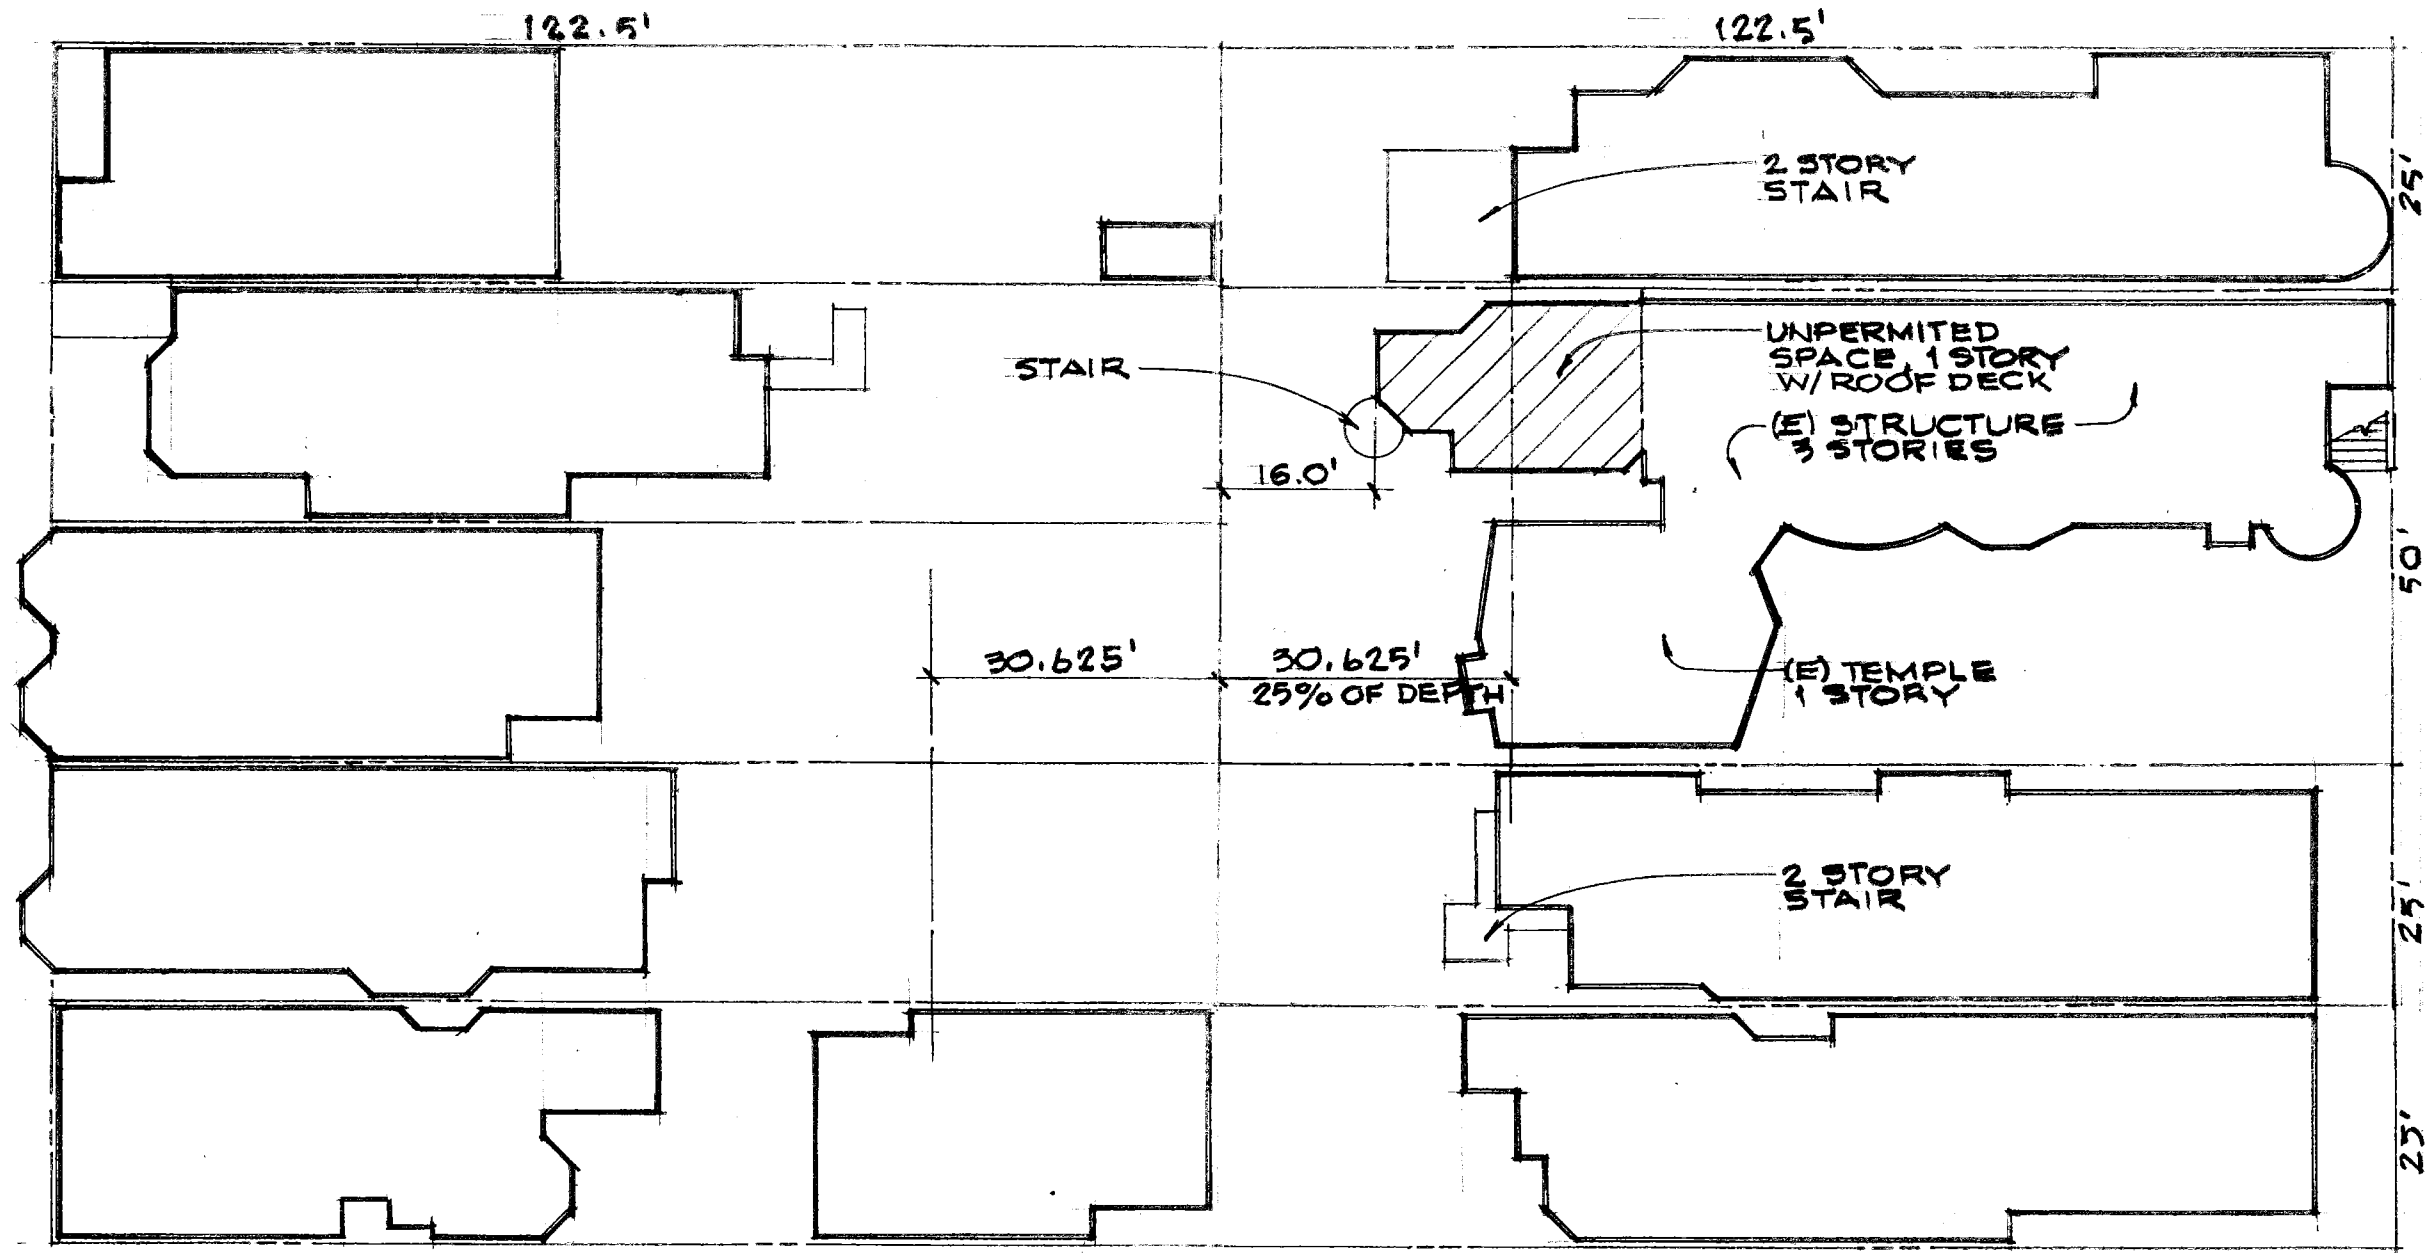 122.5'
122.5'
2 STORY
STAIR
25'
UNPERMITED
SPACE, 1 STORY
W/ ROOF DECK
STAIR
(E) STRUCTURE
3 STORIES
16.0'
50'
30.625'
30.625'
25% OF DEPTH
(E) TEMPLE
1 STORY
2 STORY
STAIR
25'
25'